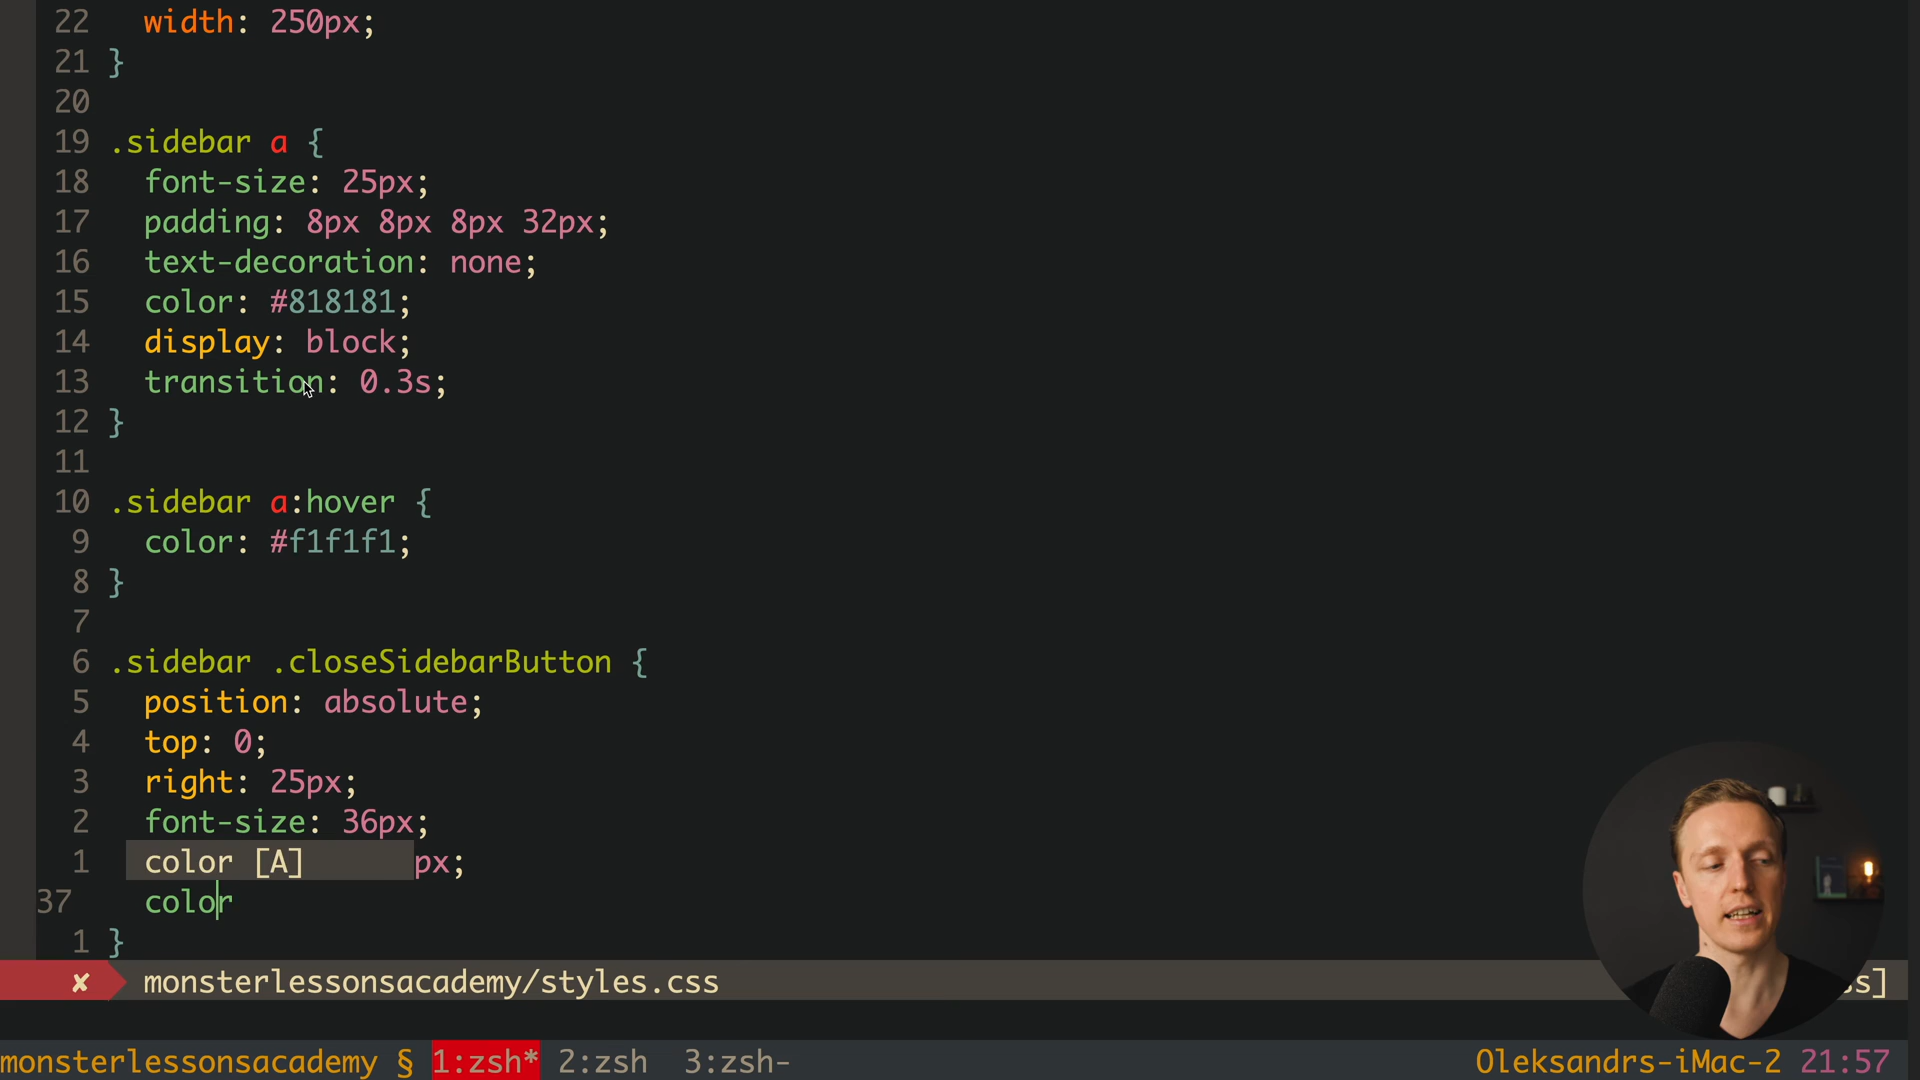 22 width: 250px;
21 }
20
19 .sidebar a {
18 font-size: 25px;
17 padding: 8px 8px 8px 32px;
16 text-decoration: none;
15 color: #818181;
14 display: block;
13 transition: 0.3s;
12 }
11
10 .sidebar a:hover {
9 color: #f1f1f1;
8 }
7
6 .sidebar .closeSidebarButton {
5 position: absolute;
4 top: 0;
3 right: 25px;
2 font-size: 36px;
1 color [A] px;
37 color
1 }
✘ monsterlessonsacademy/styles.css s]
monsterlessonsacademy § 1:zsh* 2:zsh 3:zsh- Oleksandrs-iMac-2 21:57